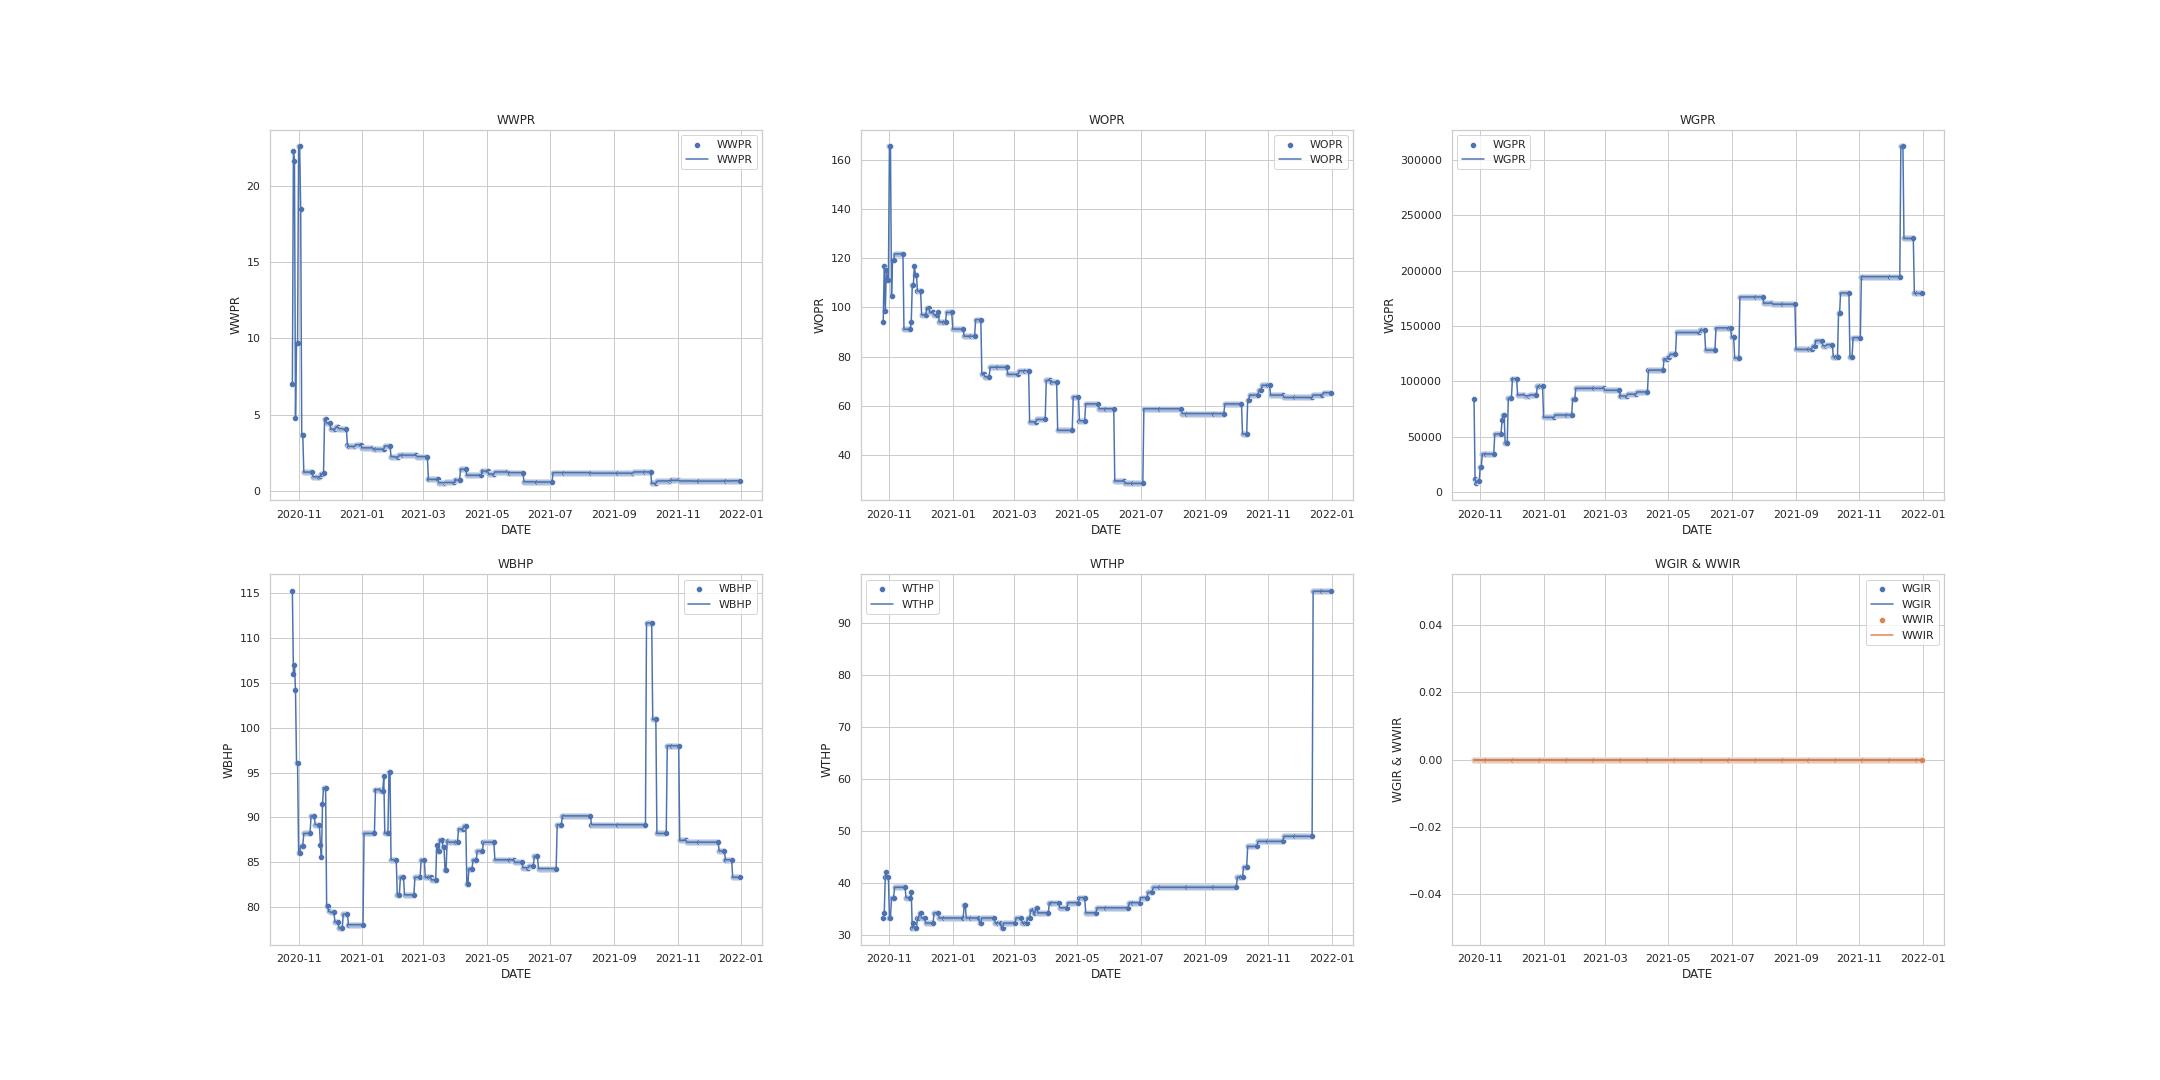 WWPR
WWPR
WWPR
20
15
10
5
0
WWPR
2020-11 2021-01 2021-03 2021-05 2021-07 2021-09 2021-11 2022-01
DATE
WOPR
WOPR
WOPR
160
140
120
100
80
60
40
WOPR
2020-11 2021-01 2021-03 2021-05 2021-07 2021-09 2021-11 2022-01
DATE
WGPR
WGPR
WGPR
300000
250000
200000
150000
100000
50000
0
WGPR
2020-11 2021-01 2021-03 2021-05 2021-07 2021-09 2021-11 2022-01
DATE
WBHP
WBHP
WBHP
115
110
105
100
95
90
85
80
WBHP
2020-11 2021-01 2021-03 2021-05 2021-07 2021-09 2021-11 2022-01
DATE
WTHP
WTHP
WTHP
90
80
70
60
50
40
30
WTHP
2020-11 2021-01 2021-03 2021-05 2021-07 2021-09 2021-11 2022-01
DATE
WGIR & WWIR
WGIR
WGIR
WWIR
WWIR
0.04
0.02
0.00
−0.02
−0.04
WGIR & WWIR
2020-11 2021-01 2021-03 2021-05 2021-07 2021-09 2021-11 2022-01
DATE